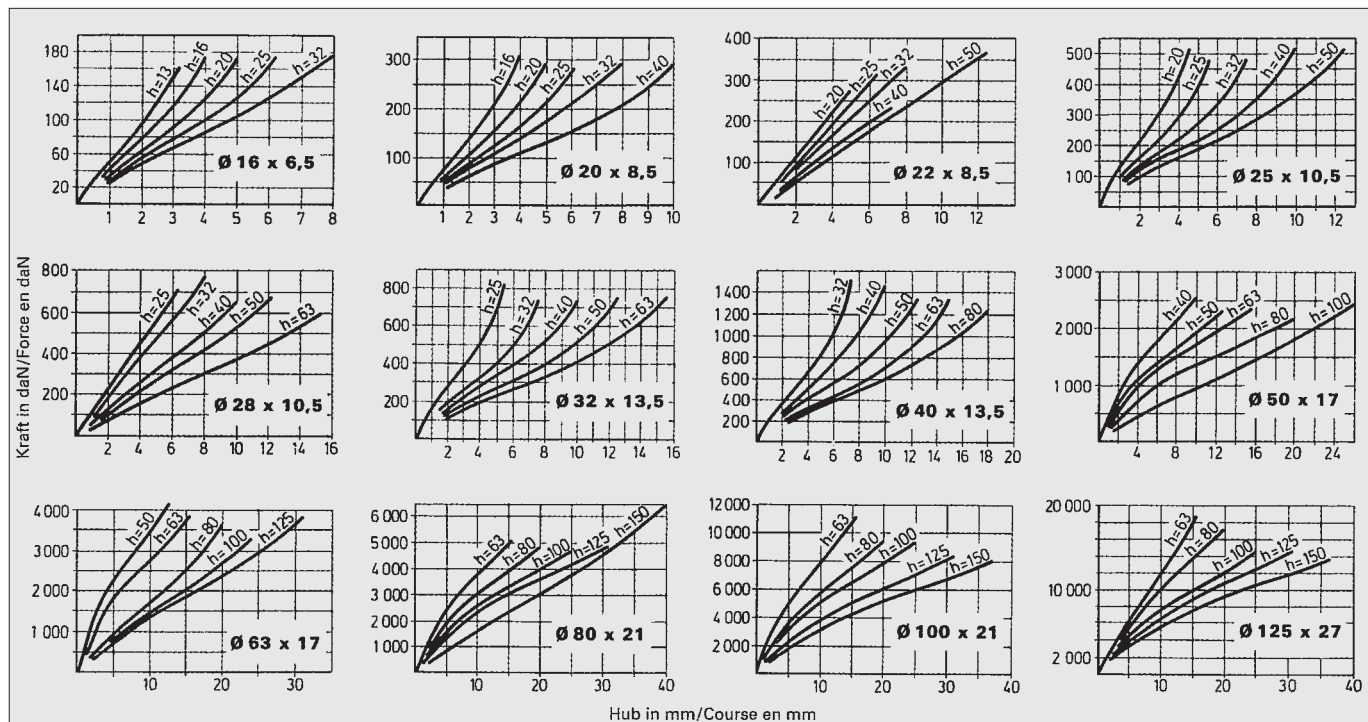 Kraft in daN/Force en daN
180
160
140
120
100
80
60
40
20
h=13
h=16
h=20
h=25
h=32
Ø 16 x 6,5
1 2 3 4 5 6 7 8
300
200
100
h=16
h=20
h=25
h=32
h=40
Ø 20 x 8,5
1 2 3 4 5 6 7 8 9 10
400
350
300
200
100
h=20
h=25
h=32
h=40
h=50
Ø 22 x 8,5
2 4 6 8 10 12 14
500
400
300
200
100
h=20
h=25
h=32
h=40
h=50
Ø 25 x 10,5
2 4 6 8 10 12
800
600
400
200
h=25
h=32
h=40
h=50
h=63
Ø 28 x 10,5
2 4 6 8 10 12 14 16
800
700
600
400
200
h=25
h=32
h=40
h=50
h=63
Ø 32 x 13,5
2 4 6 8 10 12 14 16
1400
1200
1000
800
600
400
200
h=32
h=40
h=50
h=63
h=80
Ø 40 x 13,5
2 4 6 8 10 12 14 16 18 20
3 000
2 000
1 000
h=40
h=50
h=63
h=80
h=100
Ø 50 x 17
4 8 12 16 20 24
4 000
3000
2 000
1 000
h=50
h=63
h=80
h=100
h=125
Ø 63 x 17
10 20 30
6 000
5000
4 000
3 000
2 000
1 000
h=63
h=80
h=100
h=125
h=150
Ø 80 x 21
10 20 30 40
12 000
10 000
8 000
6 000
4 000
2 000
h=63
h=80
h=100
h=125
h=150
Ø 100 x 21
10 20 30 40
20 000
10 000
2 000
h=63
h=80
h=100
h=125
h=150
Ø 125 x 27
10 20 30 40
Hub in mm/Course en mm